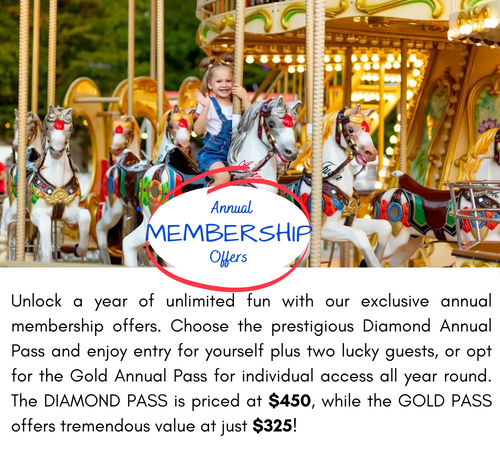 Annual
MEMBERSHIP
Offers
Unlock a year of unlimited fun with our exclusive annual
membership offers. Choose the prestigious Diamond Annual
Pass and enjoy entry for yourself plus two lucky guests, or opt
for the Gold Annual Pass for individual access all year round.
The DIAMOND PASS is priced at $450, while the GOLD PASS
offers tremendous value at just $325!